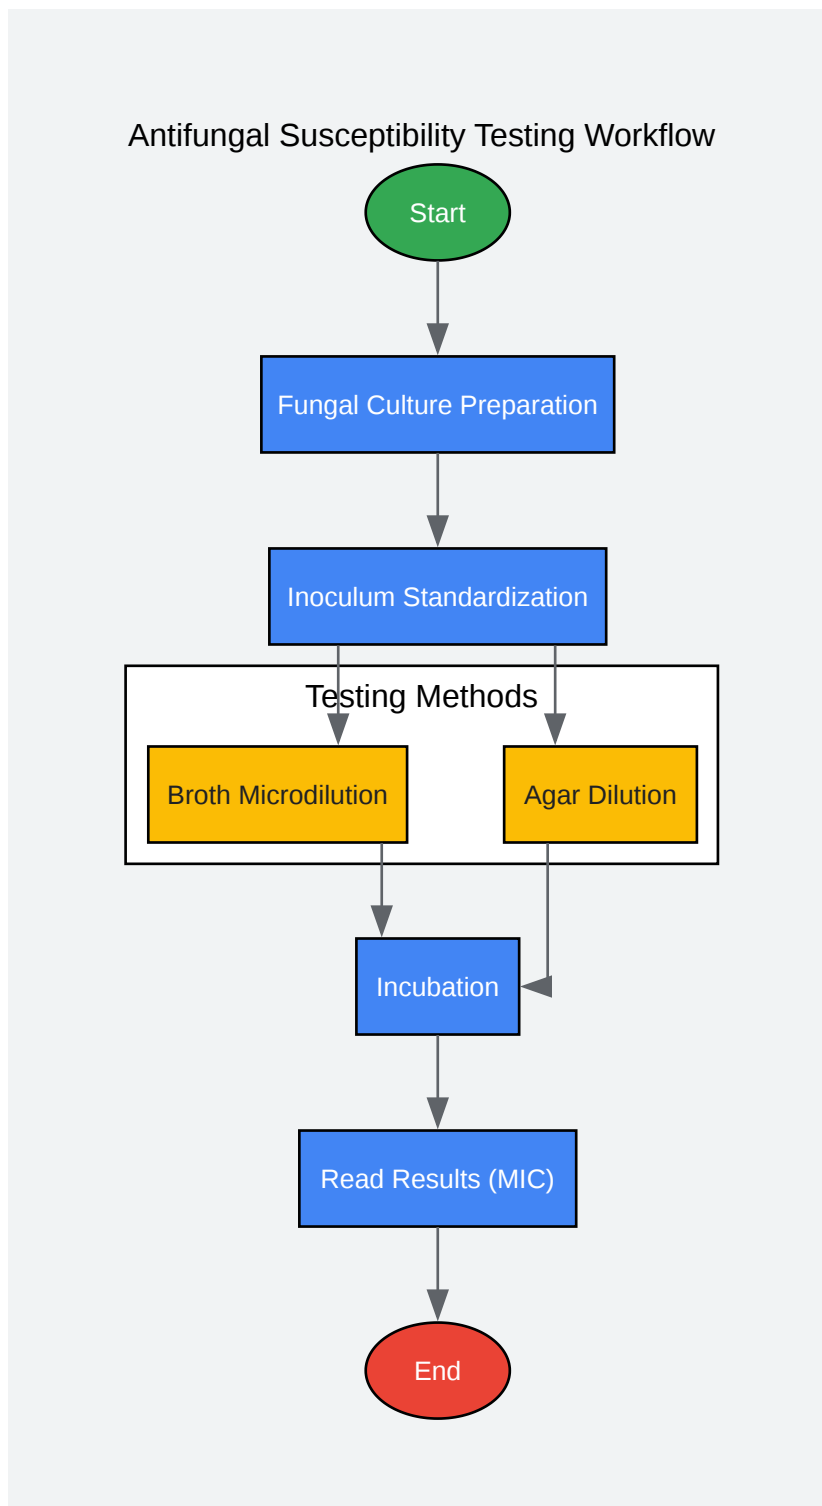 Antifungal Susceptibility Testing Workflow
Start
Fungal Culture Preparation
Inoculum Standardization
Testing Methods
Broth Microdilution
Agar Dilution
Incubation
Read Results (MIC)
End